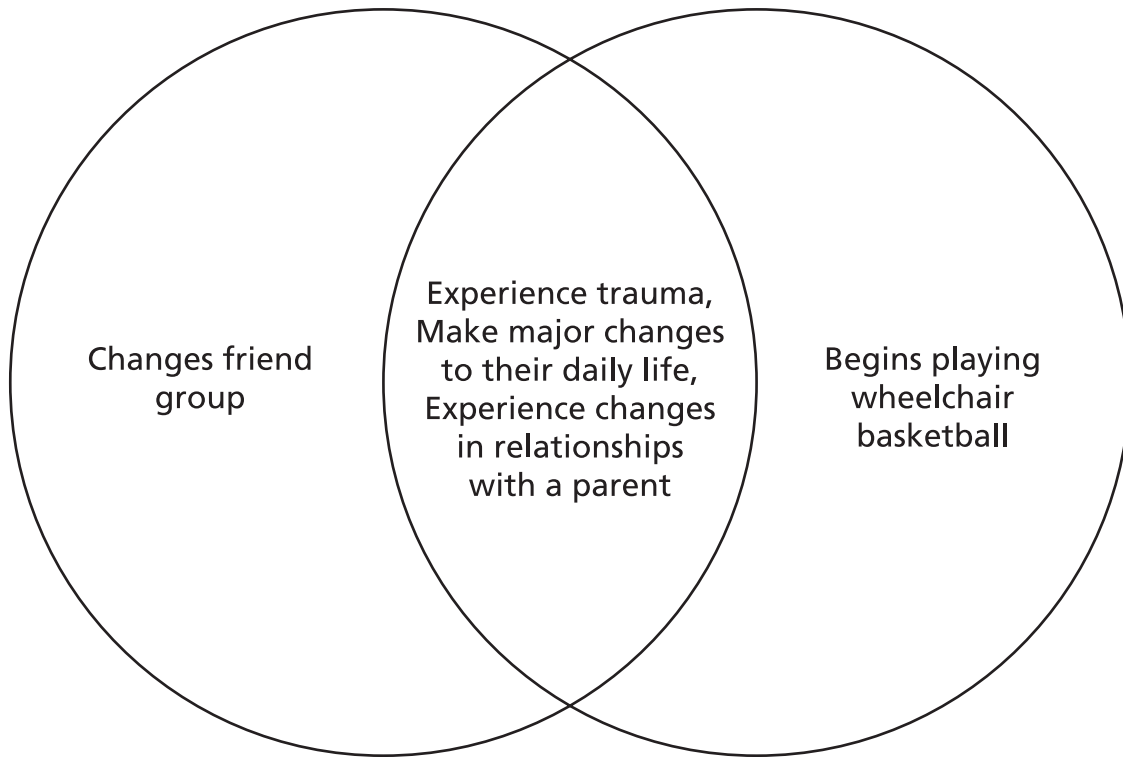 Changes friend
group
Experience trauma,
Make major changes
to their daily life,
Experience changes
in relationships
with a parent
Begins playing
wheelchair
basketball